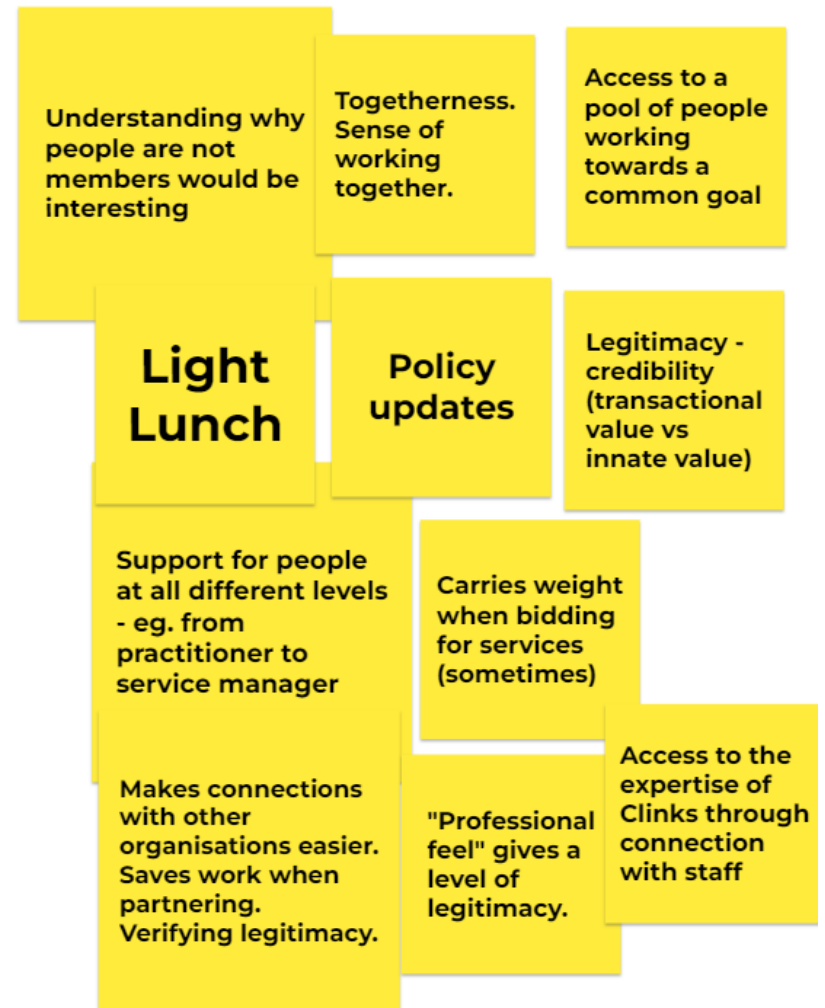 Understanding why
people are not
members would be
interesting
Togetherness.
Sense of
working
together.
Access to a
pool of people
working
towards a
common goal
Light
Lunch
Policy
updates
Legitimacy -
credibility
(transactional
value vs
innate value)
Support for people
at all different levels
- eg. from
practitioner to
service manager
Carries weight
when bidding
for services
(sometimes)
Makes connections
with other
organisations easier.
Saves work when
partnering.
Verifying legitimacy.
"Professional
feel" gives a
level of
legitimacy.
Access to the
expertise of
Clinks through
connection
with staff